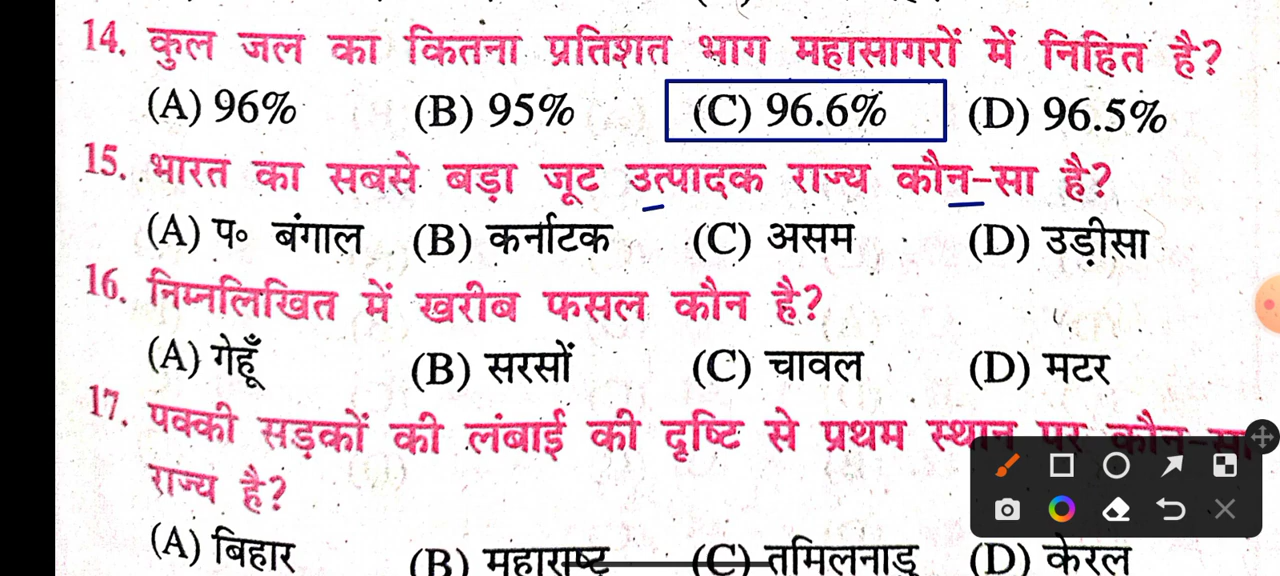 14. कुल जल का कितना प्रतिशत भाग महासागरों में निहित है?
(A) 96% (B) 95% (C) 96.6% (D) 96.5%
15. भारत का सबसे बड़ा जूट उत्पादक राज्य कौन-सा है?
(A) प० बंगाल (B) कर्नाटक (C) असम (D) उड़ीसा
16. निम्नलिखित में खरीब फसल कौन है?
(A) गेहूँ (B) सरसों (C) चावल (D) मटर
17. पक्की सड़कों की लंबाई की दृष्टि से प्रथम स्थान पर कौन-सा
राज्य है?
(A) बिहार (B) महाराष्ट्र (C) तमिलनाडु (D) केरल